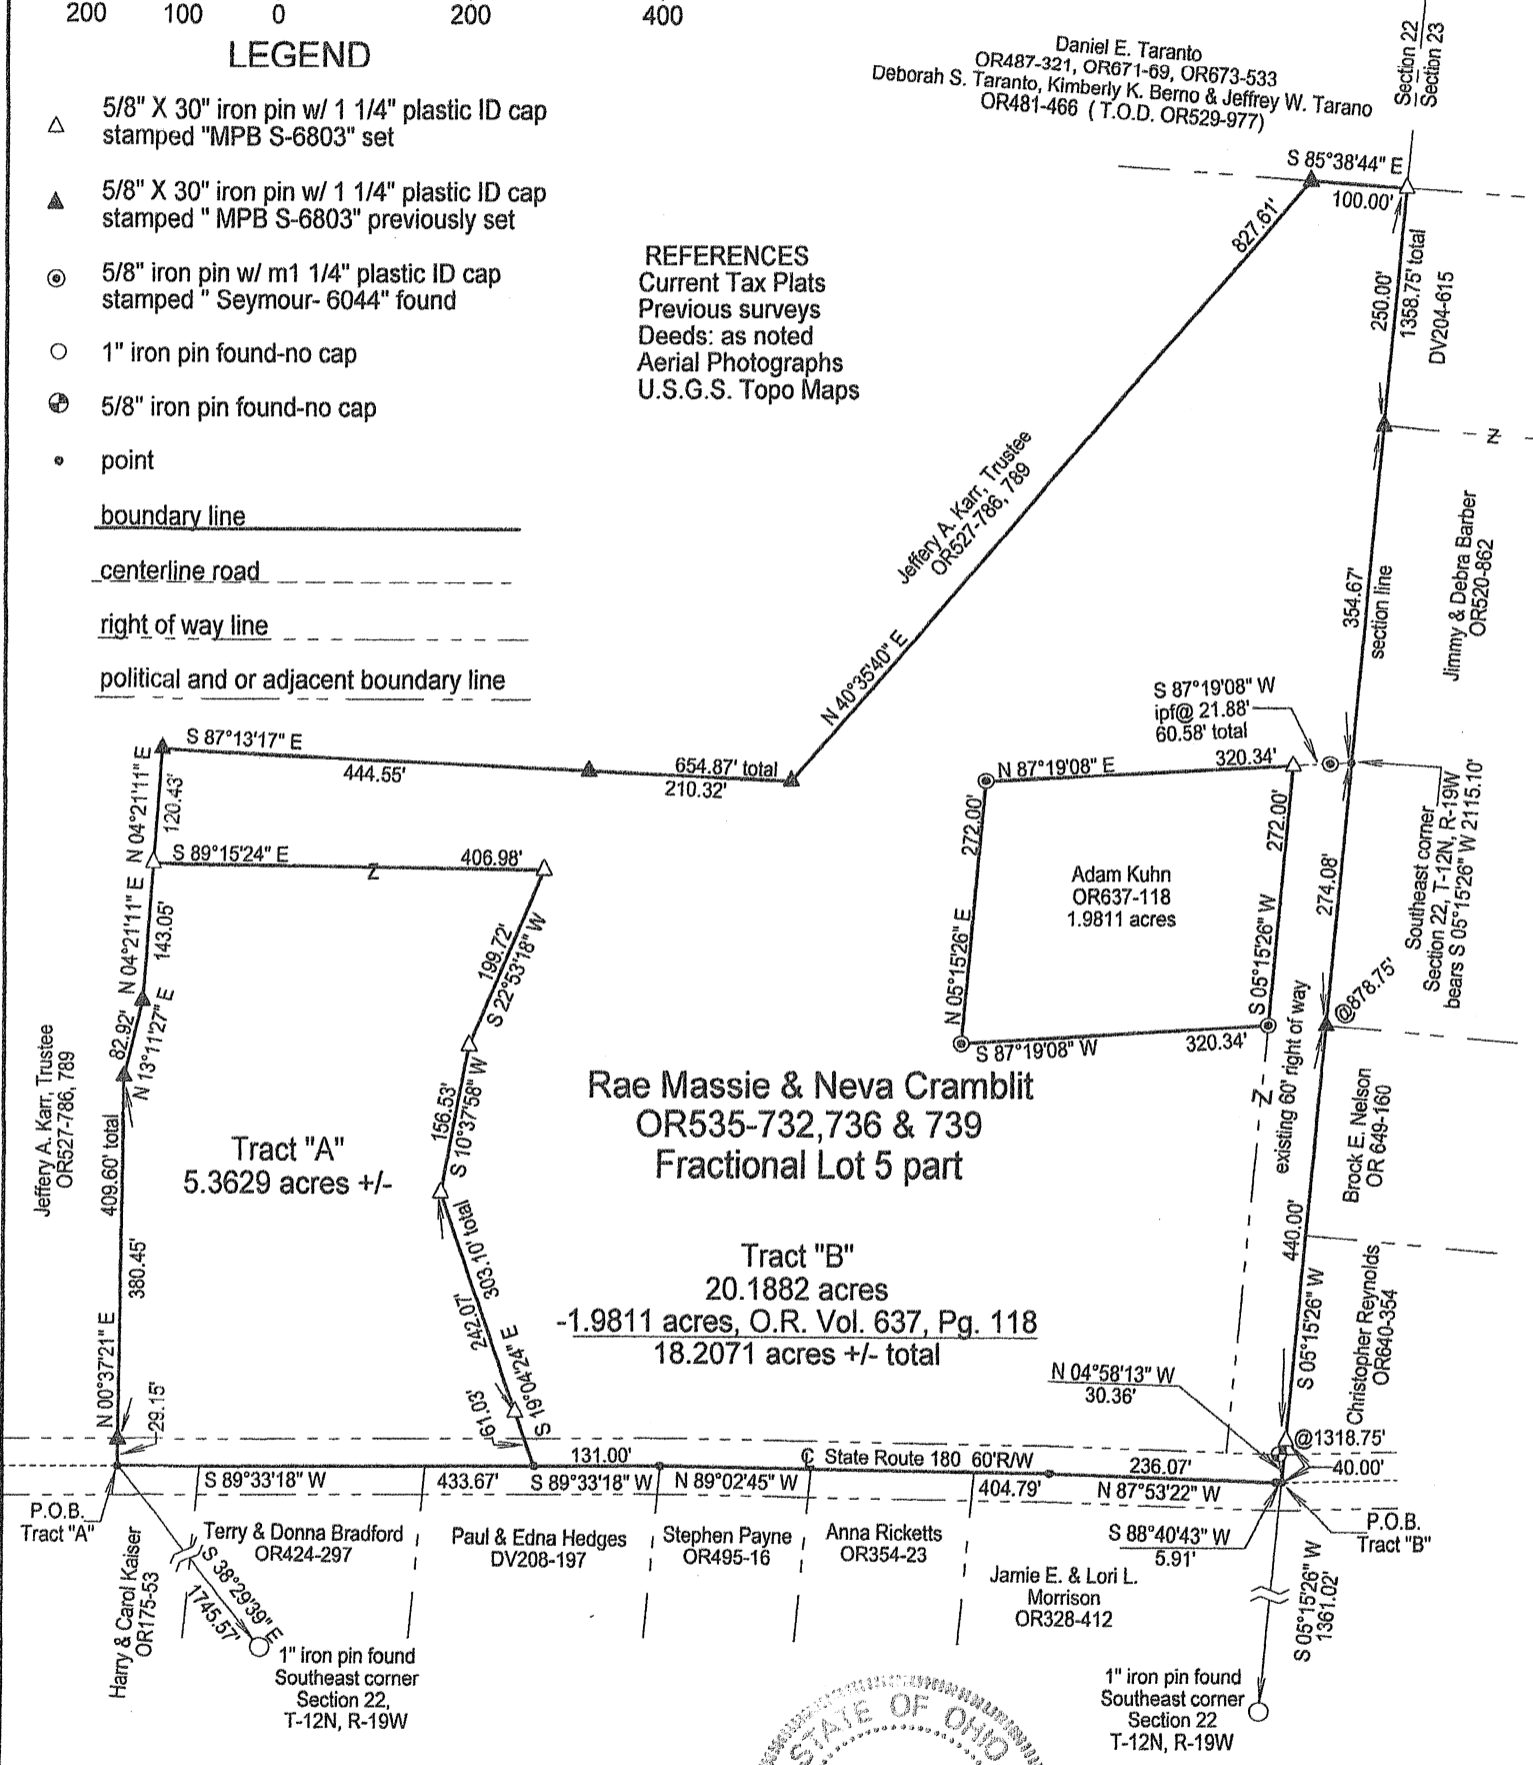 200 100 0 200 400
LEGEND
5/8" X 30" iron pin w/ 1 1/4" plastic ID cap
stamped "MPB S-6803" set
5/8" X 30" iron pin w/ 1 1/4" plastic ID cap
stamped " MPB S-6803" previously set
5/8" iron pin w/ m1 1/4" plastic ID cap
stamped " Seymour- 6044" found
1" iron pin found-no cap
5/8" iron pin found-no cap
point
boundary line
centerline road
right of way line
political and or adjacent boundary line
REFERENCES
Current Tax Plats
Previous surveys
Deeds: as noted
Aerial Photographs
U.S.G.S. Topo Maps
Daniel E. Taranto
OR487-321, OR671-69, OR673-533
Deborah S. Taranto, Kimberly K. Berno & Jeffrey W. Tarano
OR481-466 ( T.O.D. OR529-977)
Section 22
Section 23
S 85°38'44" E
100.00'
827.61'
N 40°35'40" E
Jeffery A. Karr, Trustee
OR527-786, 789
250.00'
1358.75' total
DV204-615
354.67'
section line
Jimmy & Debra Barber
OR520-862
S 87°19'08" W
ipf@ 21.88'
60.58' total
Southeast corner
Section 22, T-12N, R-19W
bears S 05°15'26" W 2115.10'
S 87°13'17" E
444.55'
654.87' total
210.32'
N 04°21'11" E
120.43'
S 89°15'24" E
406.98'
N 04°21'11" E
143.05'
82.92'
N 13°11'27" E
199.72'
S 22°53'18" W
156.53'
S 10°37'58" W
303.10' total
242.07'
S 19°04'24" E
61.03'
Jeffery A. Karr, Trustee
OR527-786, 789
409.60' total
380.45'
N 00°37'21" E
29.15'
Tract "A"
5.3629 acres +/-
N 87°19'08" E
320.34'
272.00'
N 05°15'26" E
272.00'
S 05°15'26" W
Adam Kuhn
OR637-118
1.9811 acres
S 87°19'08" W
320.34'
274.08'
@878.75'
existing 60' right of way
Rae Massie & Neva Cramblit
OR535-732,736 & 739
Fractional Lot 5 part
Tract "B"
20.1882 acres
-1.9811 acres, O.R. Vol. 637, Pg. 118
18.2071 acres +/- total
Brock E. Nelson
OR 649-160
440.00'
S 05°15'26" W
Christopher Reynolds
OR640-354
N 04°58'13" W
30.36'
@1318.75'
40.00'
131.00'
State Route 180 60'R/W
236.07'
S 89°33'18" W
433.67'
S 89°33'18" W
N 89°02'45" W
404.79'
N 87°53'22" W
P.O.B.
Tract "A"
P.O.B.
Tract "B"
S 88°40'43" W
5.91'
Harry & Carol Kaiser
OR175-53
Terry & Donna Bradford
OR424-297
Paul & Edna Hedges
DV208-197
Stephen Payne
OR495-16
Anna Ricketts
OR354-23
Jamie E. & Lori L.
Morrison
OR328-412
S 38°29'39" E
1745.57'
S 05°15'26" W
1361.02'
1" iron pin found
Southeast corner
Section 22,
T-12N, R-19W
1" iron pin found
Southeast corner
Section 22
T-12N, R-19W
STATE OF OHIO